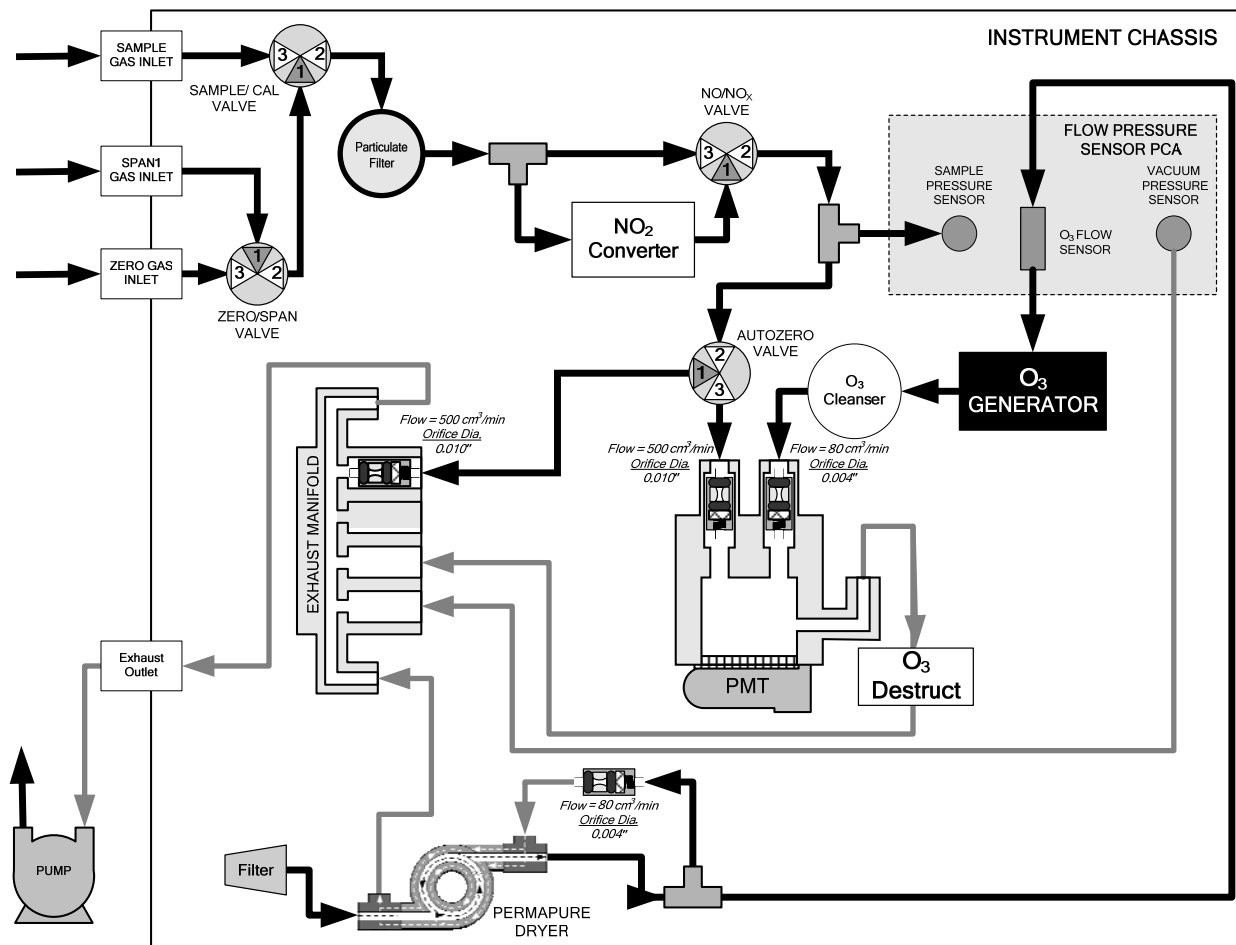 INSTRUMENT CHASSIS
SAMPLE
GAS INLET
3
2
1
SAMPLE/ CAL
VALVE
SPAN1
GAS INLET
ZERO GAS
INLET
1
3
2
ZERO/SPAN
VALVE
Particulate
Filter
NO/NOX
VALVE
3
2
1
NO2
Converter
FLOW PRESSURE
SENSOR PCA
SAMPLE
PRESSURE
SENSOR
O3 FLOW
SENSOR
VACUUM
PRESSURE
SENSOR
AUTOZERO
VALVE
2
1
3
O3
Cleanser
O3
GENERATOR
Flow = 500 cm3/min
Orifice Dia.
0.010"
Flow = 500 cm3/min
Orifice Dia.
0.010"
Flow = 80 cm3/min
Orifice Dia.
0.004"
EXHAUST MANIFOLD
Exhaust
Outlet
PMT
O3
Destruct
Flow = 80 cm3/min
Orifice Dia.
0.004"
PUMP
Filter
PERMAPURE
DRYER